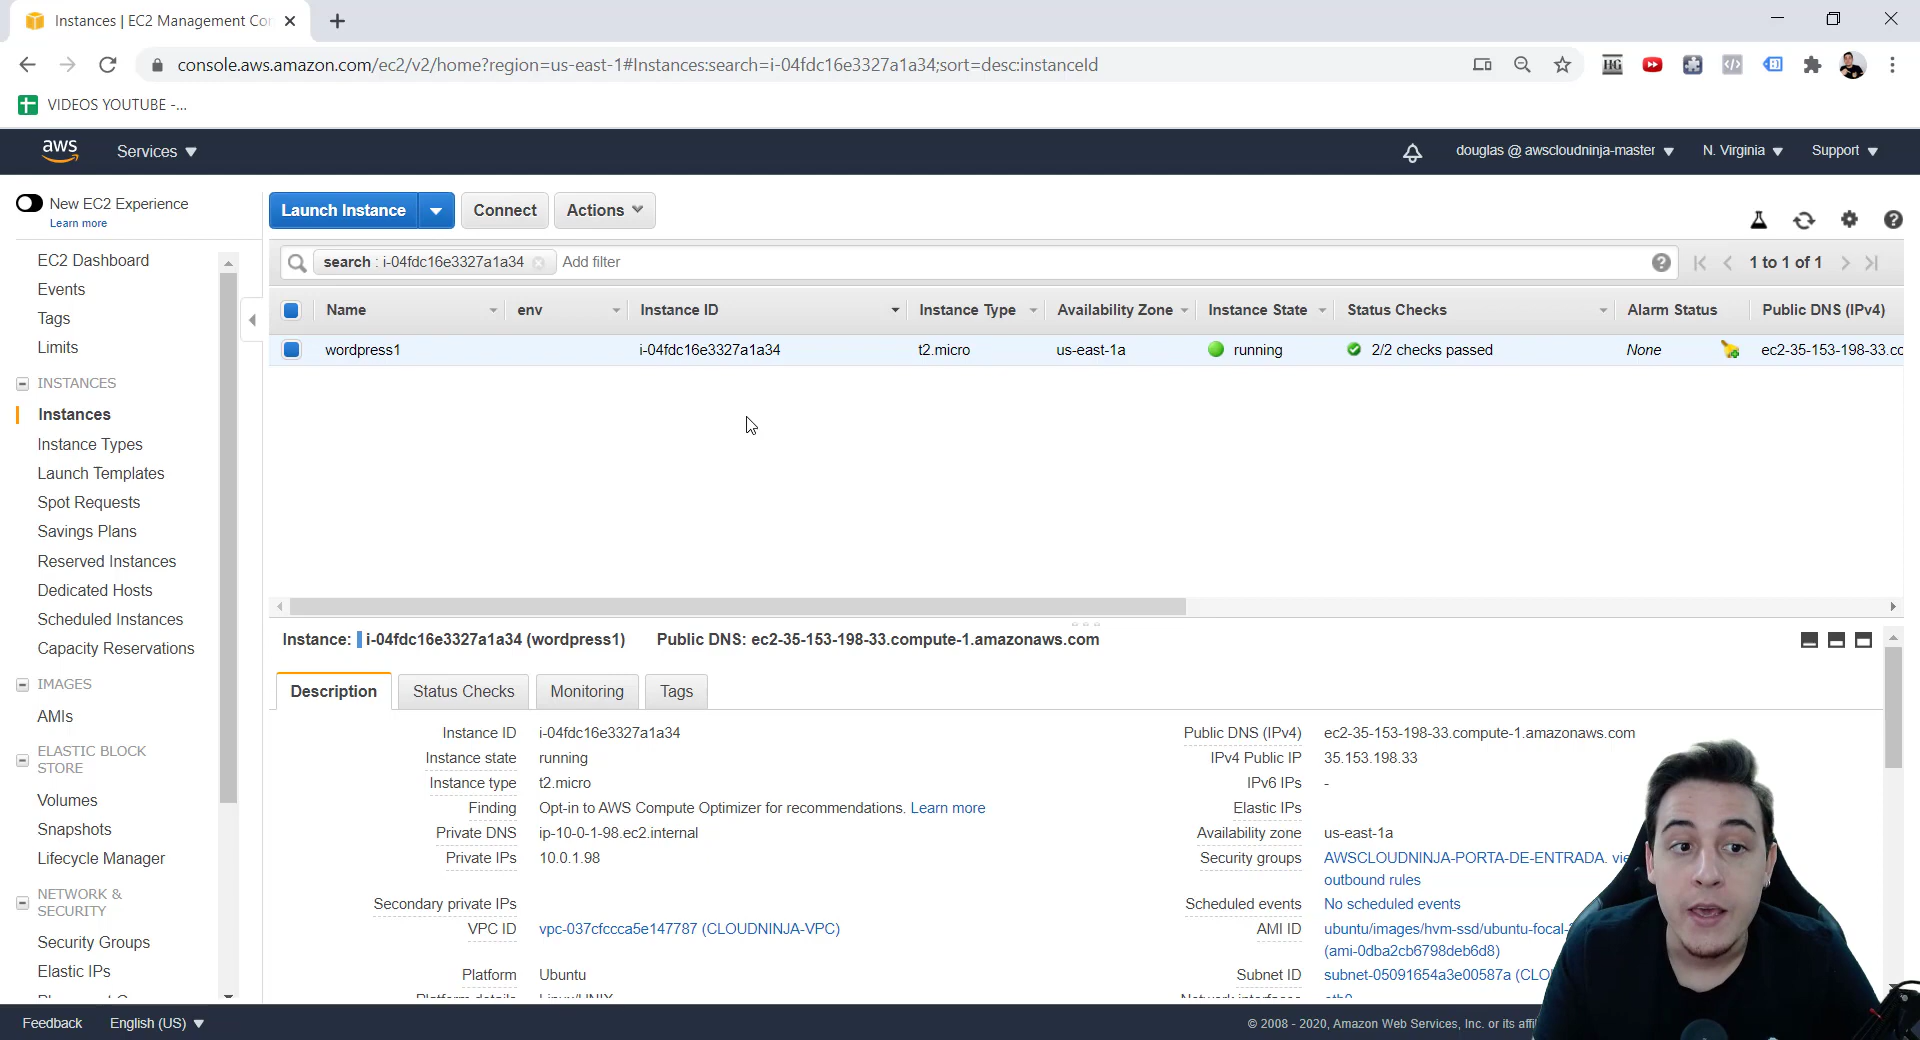 Instances | EC2 Management Con
console.aws.amazon.com/ec2/v2/home?region=us-east-1#Instances:search=i-04fdc16e3327a1a34;sort=desc:instanceId
VIDEOS YOUTUBE -...
aws
Services
douglas @ awscloudninja-master
N. Virginia
Support
New EC2 Experience
Learn more
EC2 Dashboard
Events
Tags
Limits
INSTANCES
Instances
Instance Types
Launch Templates
Spot Requests
Savings Plans
Reserved Instances
Dedicated Hosts
Scheduled Instances
Capacity Reservations
IMAGES
AMIs
ELASTIC BLOCK
STORE
Volumes
Snapshots
Lifecycle Manager
NETWORK &
SECURITY
Security Groups
Elastic IPs
Launch Instance
Connect
Actions
search : i-04fdc16e3327a1a34
Add filter
1 to 1 of 1
Name
env
Instance ID
Instance Type
Availability Zone
Instance State
Status Checks
Alarm Status
Public DNS (IPv4)
wordpress1
i-04fdc16e3327a1a34
t2.micro
us-east-1a
running
2/2 checks passed
None
ec2-35-153-198-33.cc
Instance: i-04fdc16e3327a1a34 (wordpress1)
Public DNS: ec2-35-153-198-33.compute-1.amazonaws.com
Description
Status Checks
Monitoring
Tags
Instance ID i-04fdc16e3327a1a34
Instance state running
Instance type t2.micro
Finding Opt-in to AWS Compute Optimizer for recommendations. Learn more
Private DNS ip-10-0-1-98.ec2.internal
Private IPs 10.0.1.98
Secondary private IPs
VPC ID vpc-037cfccca5e147787 (CLOUDNINJA-VPC)
Platform Ubuntu
Platform details Linux/UNIX
Public DNS (IPv4) ec2-35-153-198-33.compute-1.amazonaws.com
IPv4 Public IP 35.153.198.33
IPv6 IPs -
Elastic IPs
Availability zone us-east-1a
Security groups AWSCLOUDNINJA-PORTA-DE-ENTRADA. vie
outbound rules
Scheduled events No scheduled events
AMI ID ubuntu/images/hvm-ssd/ubuntu-focal-
(ami-0dba2cb6798deb6d8)
Subnet ID subnet-05091654a3e00587a (CLO
Network interfaces eth0
Feedback
English (US)
© 2008 - 2020, Amazon Web Services, Inc. or its affi